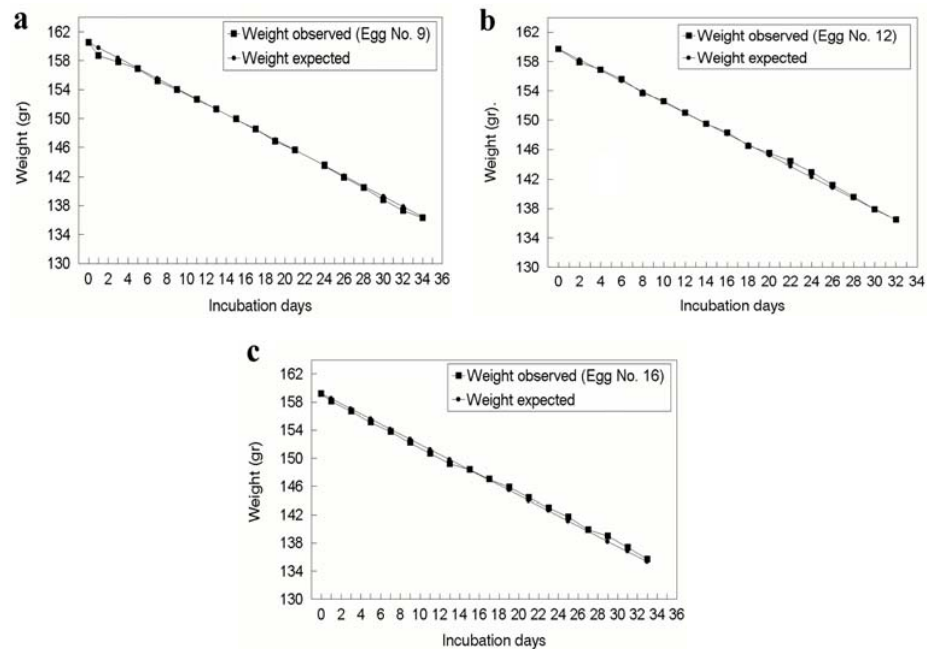 a
162
158
154
150
146
142
138
134
130
Weight (gr)
Weight observed (Egg No. 9)
Weight expected
0 2 4 6 8 10 12 14 16 18 20 22 24 26 28 30 32 34 36
Incubation days
b
162
158
154
150
146
142
138
134
130
Weight (gr).
Weight observed (Egg No. 12)
Weight expected
0 2 4 6 8 10 12 14 16 18 20 22 24 26 28 30 32 34
Incubation days
c
162
158
154
150
146
142
138
134
130
Weight (gr)
Weight observed (Egg No. 16)
Weight expected
0 2 4 6 8 10 12 14 16 18 20 22 24 26 28 30 32 34 36
Incubation days